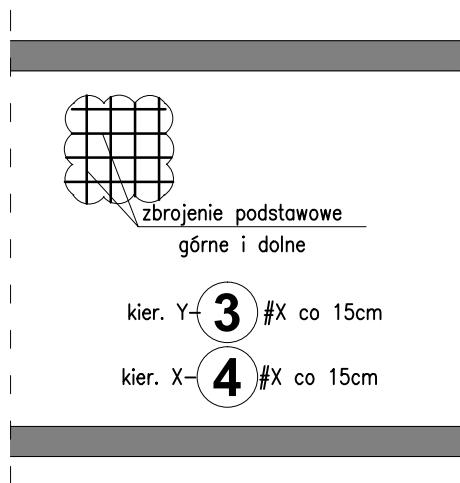 zbrojenie podstawowe
górne i dolne
kier. Y-3 #X co 15cm
kier. X-4 #X co 15cm